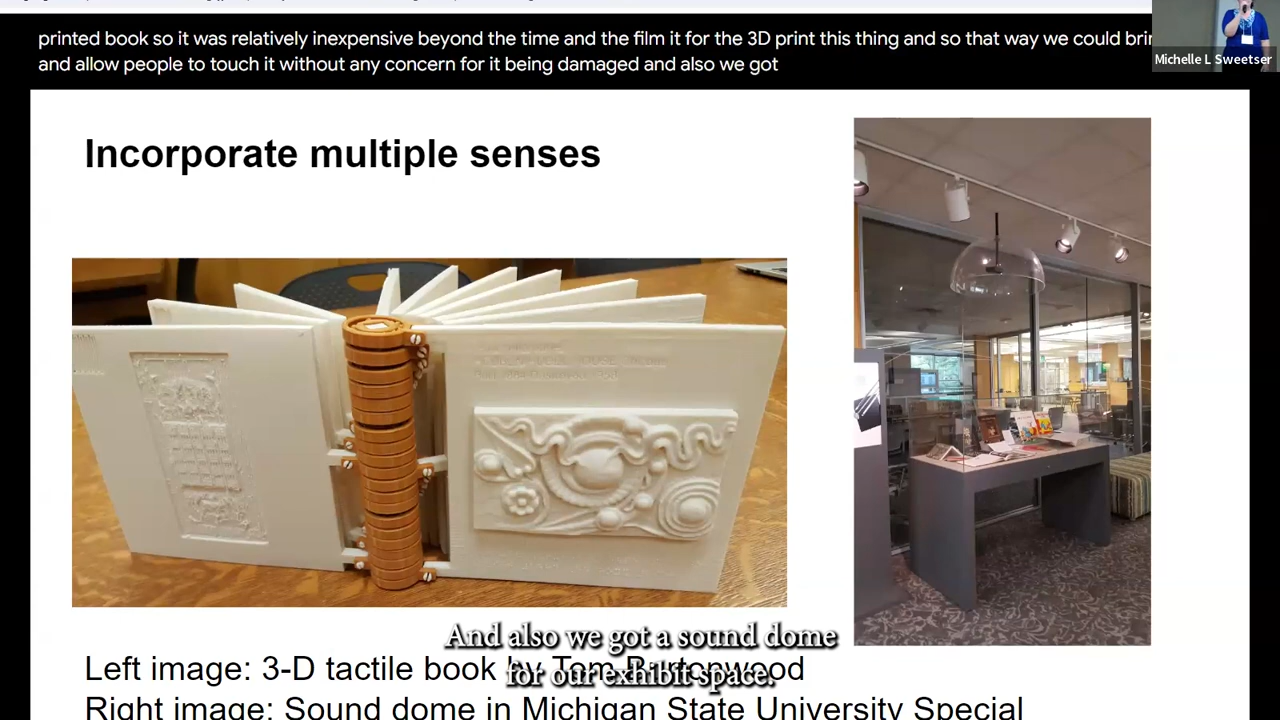 printed book so it was relatively inexpensive beyond the time and the film it for the 3D print this thing and so that way we could
and allow people to touch it without any concern for it being damaged and also we got
Michelle L Sweetser
Incorporate multiple senses
And also we got a sound dome
for our exhibit space.
Left image: 3-D tactile book by Tom Burtonwood
Right image: Sound dome in Michigan State University Special